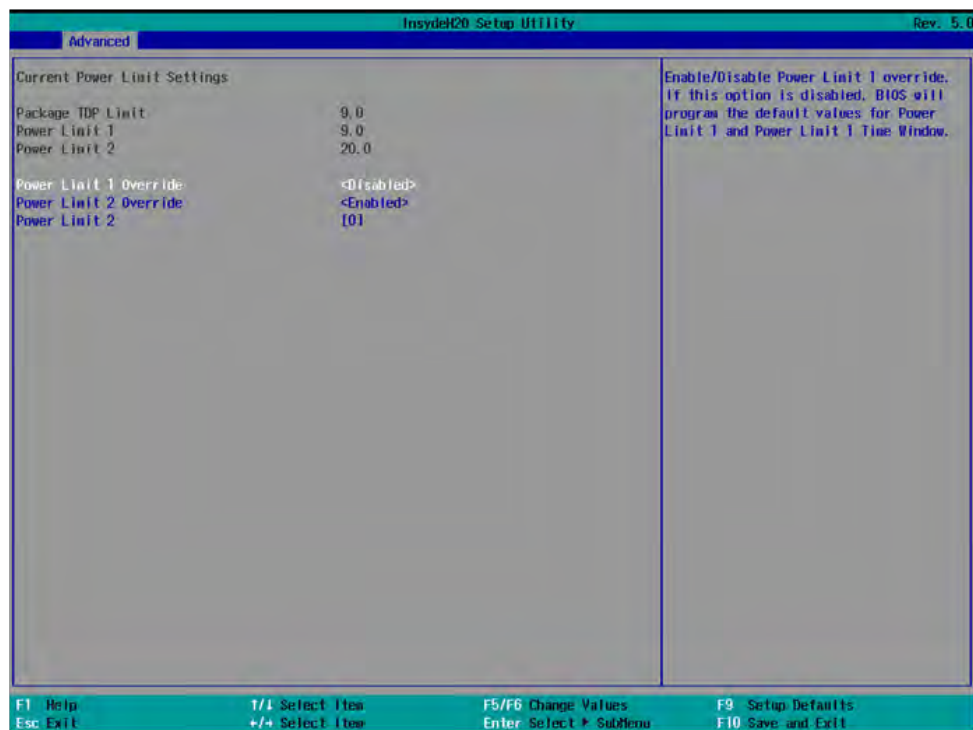 InsydeH20 Setup Utility Rev. 5.0
Advanced
Current Power Limit Settings
Package TDP Limit 9.0
Power Limit 1 9.0
Power Limit 2 20.0
Power Limit 1 Override <Disabled>
Power Limit 2 Override <Enabled>
Power Limit 2 [0]
Enable/Disable Power Limit 1 override.
If this option is disabled, BIOS will
program the default values for Power
Limit 1 and Power Limit 1 Time Window.
F1 Help ↑/↓ Select Item F5/F6 Change Values F9 Setup Defaults
Esc Exit ←/→ Select Item Enter Select ▶ SubMenu F10 Save and Exit